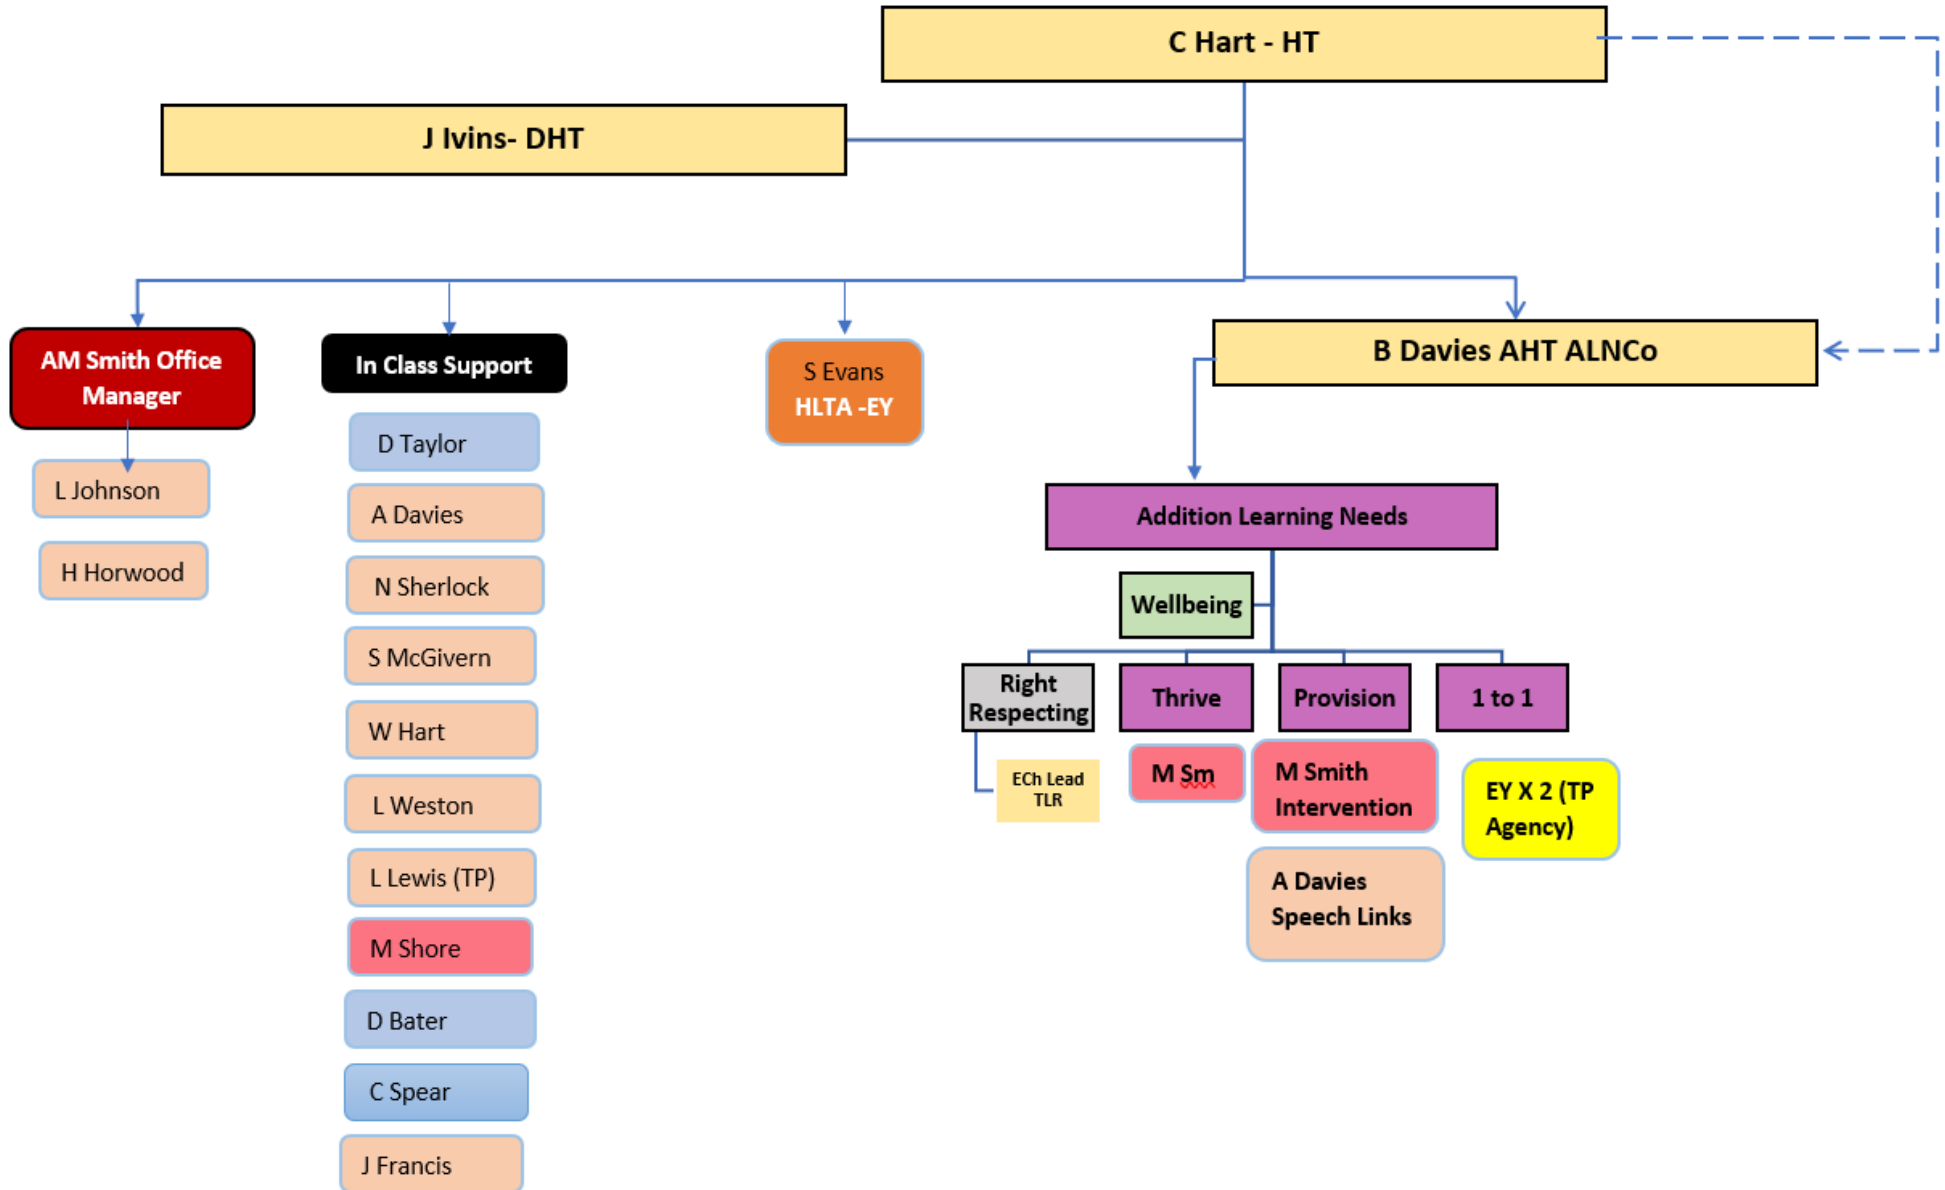 C Hart - HT
J Ivins- DHT
AM Smith Office
Manager
L Johnson
H Horwood
In Class Support
D Taylor
A Davies
N Sherlock
S McGivern
W Hart
L Weston
L Lewis (TP)
M Shore
D Bater
C Spear
J Francis
S Evans
HLTA -EY
B Davies AHT ALNCo
Addition Learning Needs
Wellbeing
Right
Respecting
Thrive
Provision
1 to 1
ECh Lead
TLR
M Sm
M Smith
Intervention
A Davies
Speech Links
EY X 2 (TP
Agency)